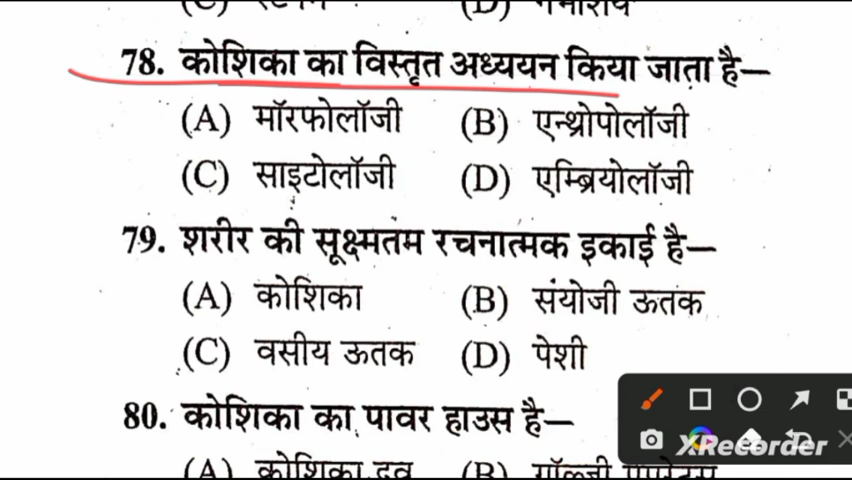 78. कोशिका का विस्तृत अध्ययन किया जाता है—
(A) मॉरफोलॉजी (B) एन्थ्रोपोलॉजी
(C) साइटोलॉजी (D) एम्ब्रियोलॉजी
79. शरीर की सूक्ष्मतम रचनात्मक इकाई है—
(A) कोशिका (B) संयोजी ऊतक
(C) वसीय ऊतक (D) पेशी
80. कोशिका का पावर हाउस है—
(A) कोशिका द्रव (B) गॉल्जी
XRecorder